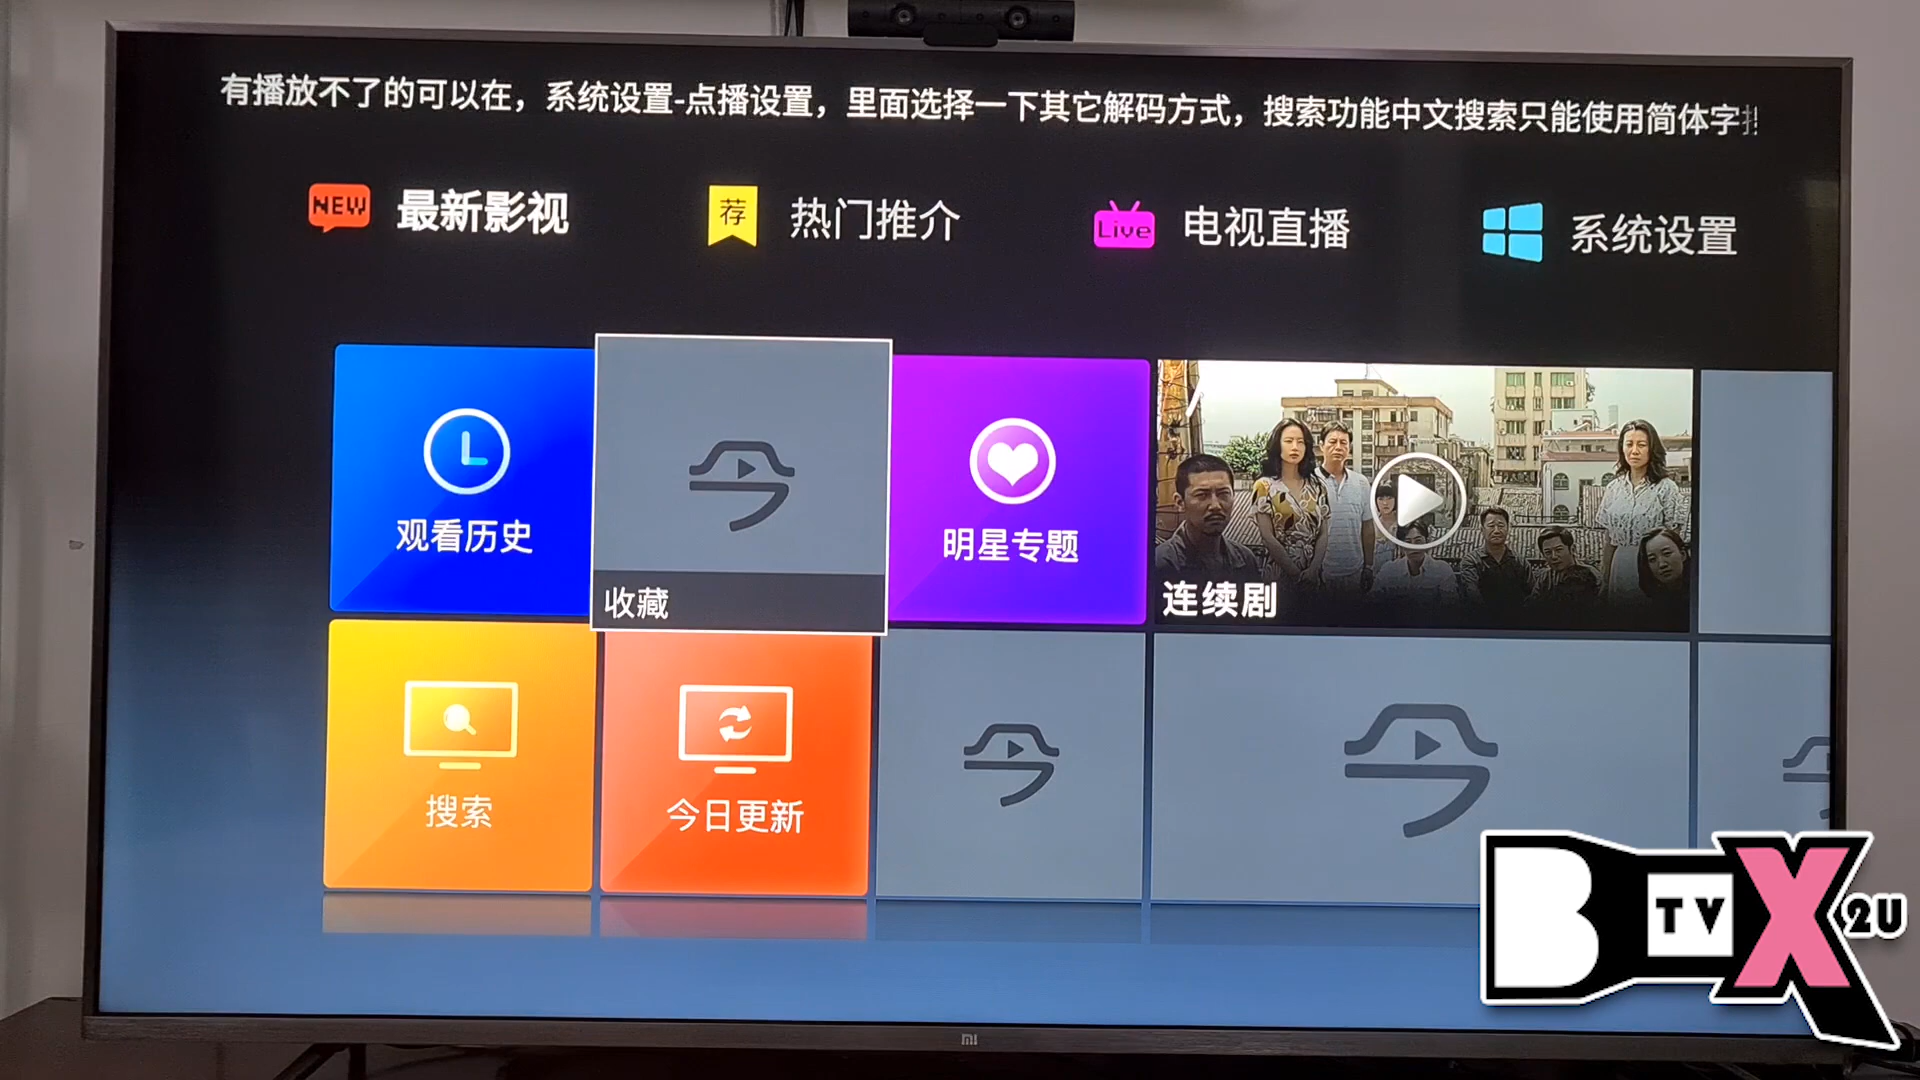 有播放不了的可以在，系统设置-点播设置，里面选择一下其它解码方式，搜索功能中文搜索只能使用简体字
NEW 最新影视
荐 热门推介
Live 电视直播
系统设置
观看历史
收藏
明星专题
连续剧
搜索
今日更新
mi
B TV X 2U